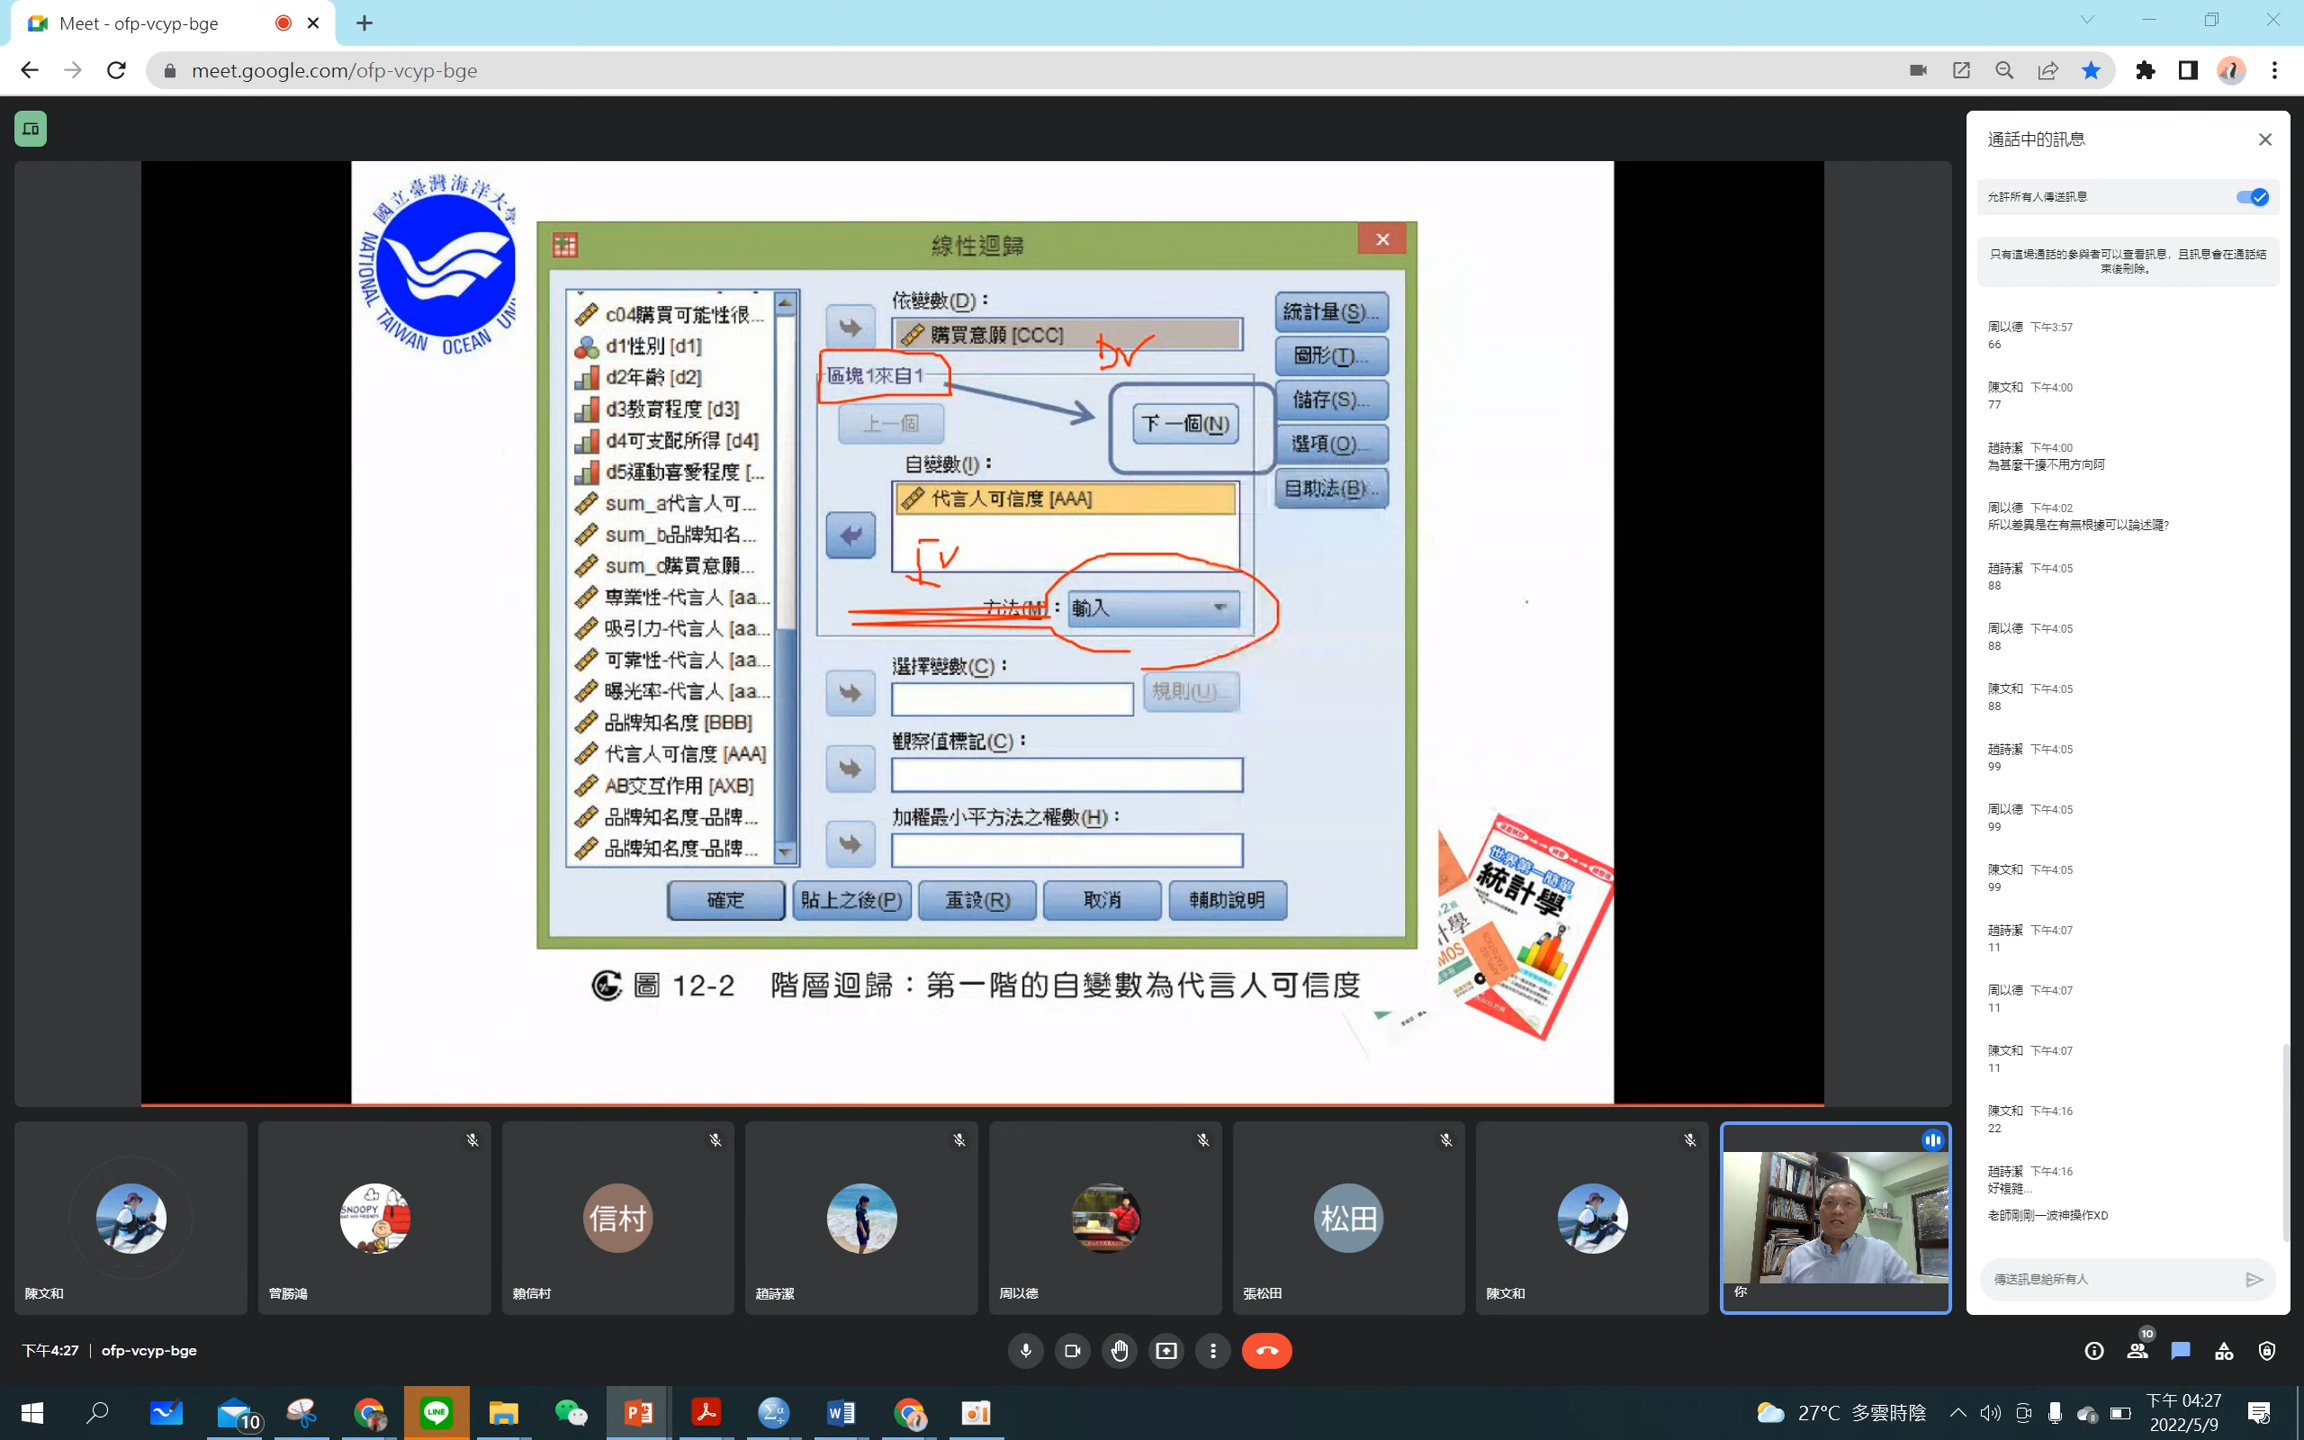 Meet - ofp-vcyp-bge
meet.google.com/ofp-vcyp-bge
國立臺灣海洋大學
NATIONAL TAIWAN OCEAN UN
線性迴歸
c04購買可能性很...
d1性別 [d1]
d2年齡 [d2]
d3教育程度 [d3]
d4可支配所得 [d4]
d5運動喜愛程度 [...
sum_a代言人可...
sum_b品牌知名...
sum_c購買意願...
專業性-代言人 [aa...
吸引力-代言人 [aa...
可靠性-代言人 [aa...
曝光率-代言人 [aa...
品牌知名度 [BBB]
代言人可信度 [AAA]
AB交互作用 [AXB]
品牌知名度-品牌...
品牌知名度-品牌...
依變數(D)：
購買意願 [CCC]
DV
區塊1來自1
上一個
下一個(N)
自變數(I)：
代言人可信度 [AAA]
IV
方法(M)：
輸入
選擇變數(C)：
規則(U)...
觀察值標記(C)：
加權最小平方法之權數(H)：
統計量(S)...
圖形(T)...
儲存(S)...
選項(O)...
自助法(B)...
確定
貼上之後(P)
重設(R)
取消
輔助說明
圖 12-2 階層迴歸：第一階的自變數為代言人可信度
世界第一簡單
統計學
通話中的訊息
允許所有人傳送訊息
只有這場通話的參與者可以查看訊息，且訊息會在通話結
束後刪除。
周以德 下午3:57
66
陳文和 下午4:00
77
趙詩潔 下午4:00
為甚麼干擾不用方向阿
周以德 下午4:02
所以差異是在有無根據可以論述囉?
趙詩潔 下午4:05
88
周以德 下午4:05
88
陳文和 下午4:05
88
趙詩潔 下午4:05
99
周以德 下午4:05
99
陳文和 下午4:05
99
趙詩潔 下午4:07
11
周以德 下午4:07
11
陳文和 下午4:07
11
陳文和 下午4:16
22
趙詩潔 下午4:16
好複雜...
老師剛剛一波神操作XD
傳送訊息給所有人
SNOOPY
信村
松田
陳文和
曾勝鴻
賴信村
趙詩潔
周以德
張松田
陳文和
你
下午4:27 | ofp-vcyp-bge
10
10
LINE
27°C 多雲時陰
下午 04:27
2022/5/9